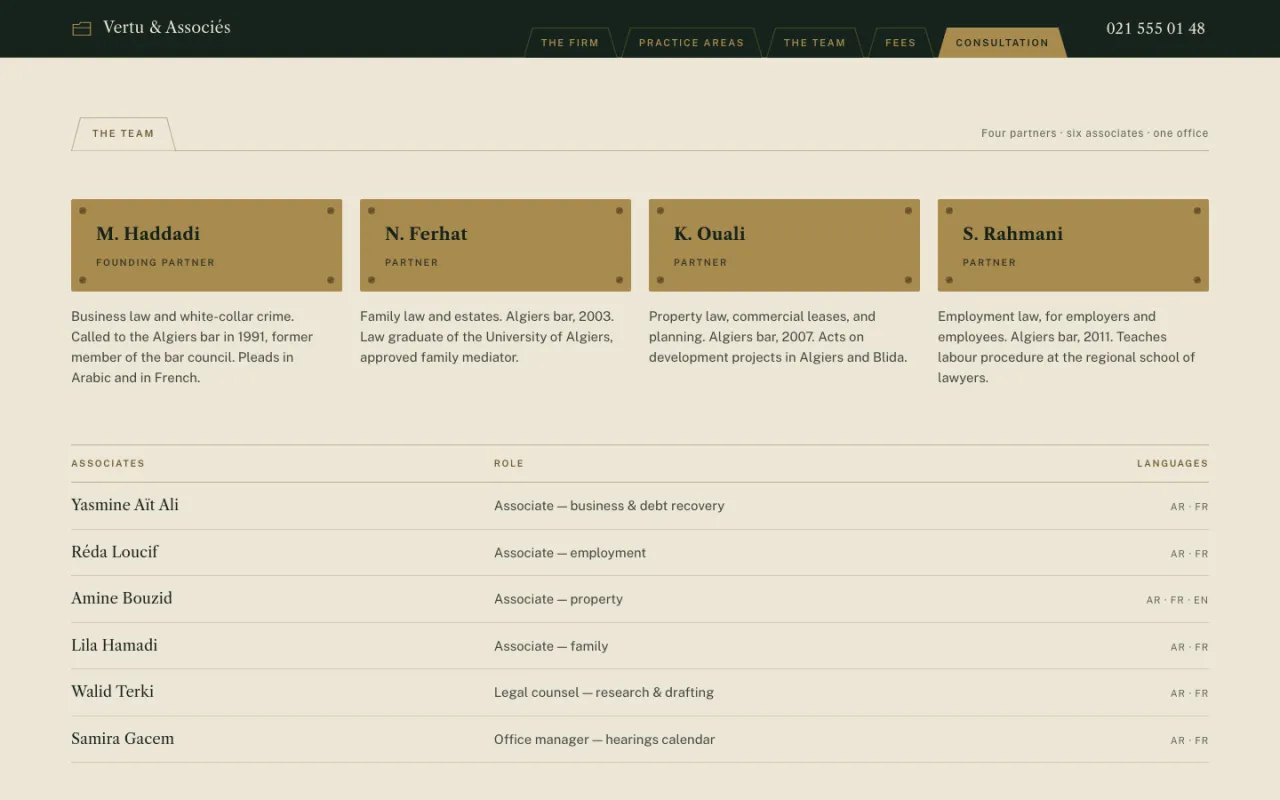 Vertu & Associés
THE FIRM
PRACTICE AREAS
THE TEAM
FEES
CONSULTATION
021 555 01 48
THE TEAM
Four partners · six associates · one office
M. Haddadi
FOUNDING PARTNER
Business law and white-collar crime.
Called to the Algiers bar in 1991, former
member of the bar council. Pleads in
Arabic and in French.
N. Ferhat
PARTNER
Family law and estates. Algiers bar, 2003.
Law graduate of the University of Algiers,
approved family mediator.
K. Ouali
PARTNER
Property law, commercial leases, and
planning. Algiers bar, 2007. Acts on
development projects in Algiers and Blida.
S. Rahmani
PARTNER
Employment law, for employers and
employees. Algiers bar, 2011. Teaches
labour procedure at the regional school of
lawyers.
ASSOCIATES ROLE LANGUAGES
Yasmine Aït Ali Associate — business & debt recovery AR · FR
Réda Loucif Associate — employment AR · FR
Amine Bouzid Associate — property AR · FR · EN
Lila Hamadi Associate — family AR · FR
Walid Terki Legal counsel — research & drafting AR · FR
Samira Gacem Office manager — hearings calendar AR · FR